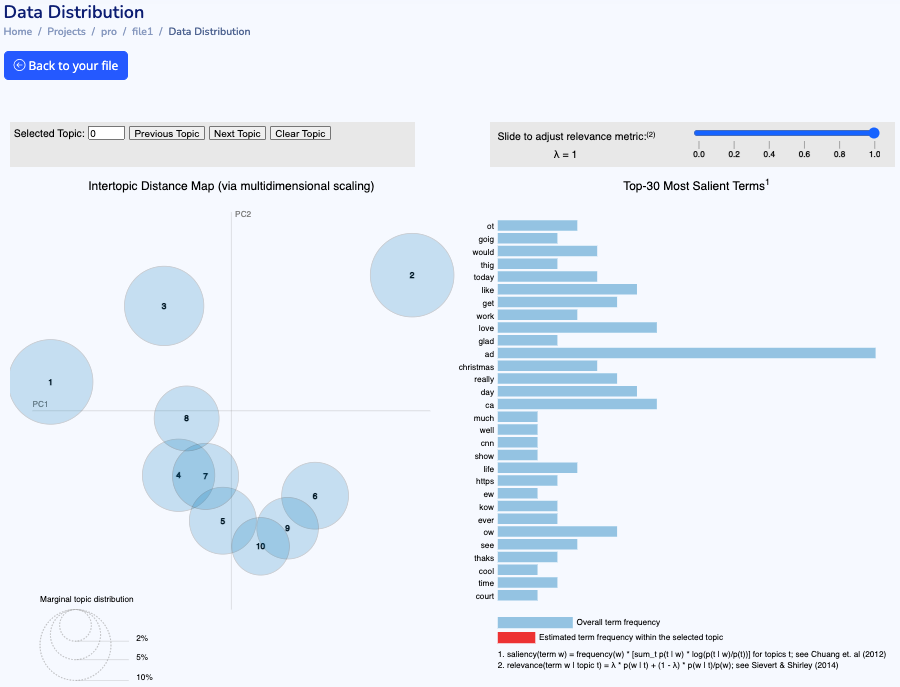 Data Distribution
Home / Projects / pro / file1 / Data Distribution
Back to your file
Selected Topic: 0 Previous Topic Next Topic Clear Topic
Slide to adjust relevance metric:(2)
λ = 1
0.0 0.2 0.4 0.6 0.8 1.0
Intertopic Distance Map (via multidimensional scaling)
PC2
2
3
1
PC1
8
4
7
6
5
9
10
Marginal topic distribution
2%
5%
10%
Top-30 Most Salient Terms1
ot
goig
would
thig
today
like
get
work
love
glad
ad
christmas
really
day
ca
much
well
cnn
show
life
https
ew
kow
ever
ow
see
thaks
cool
time
court
Overall term frequency
Estimated term frequency within the selected topic
1. saliency(term w) = frequency(w) * [sum_t p(t | w) * log(p(t | w)/p(t))] for topics t; see Chuang et. al (2012)
2. relevance(term w | topic t) = λ * p(w | t) + (1 - λ) * p(w | t)/p(w); see Sievert & Shirley (2014)